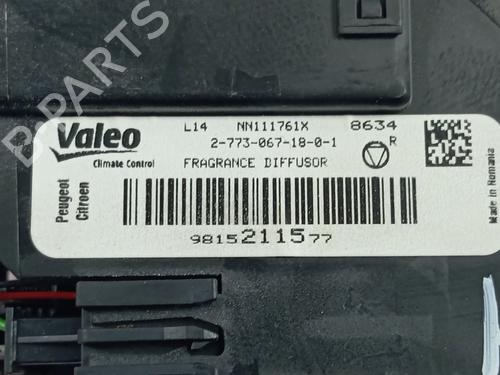 B-PARTS
Valeo
Climate Control
L14 NN111761X 8634
2-773-067-18-0-1 R
FRAGRANCE DIFFUSOR
Peugeot
Citroen
Made in Romania
9815211577